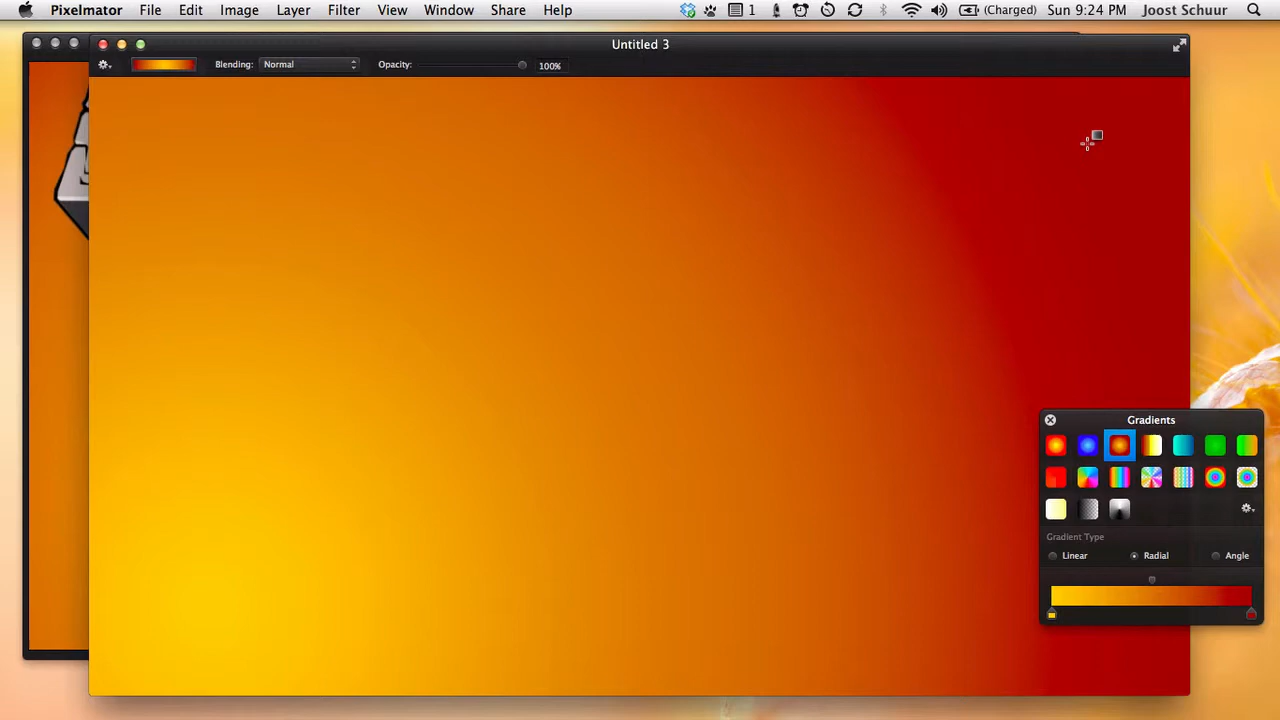 Pixelmator File Edit Image Layer Filter View Window Share Help 1 (Charged) Sun 9:24 PM Joost Schuur
Untitled 3
Blending: Normal Opacity: 100%
Gradients
Gradient Type
Linear Radial Angle